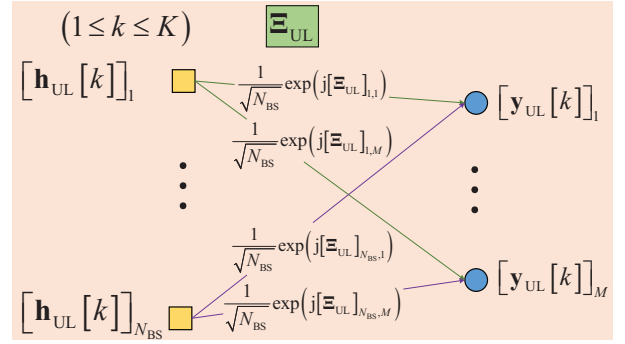 (1 ≤ k ≤ K) Ξ_UL
[h_UL[k]]_1
1/√N_BS exp(j[Ξ_UL]_{1,1})
[y_UL[k]]_1
1/√N_BS exp(j[Ξ_UL]_{1,M})
1/√N_BS exp(j[Ξ_UL]_{N_BS,1})
[h_UL[k]]_{N_BS}
1/√N_BS exp(j[Ξ_UL]_{N_BS,M})
[y_UL[k]]_M